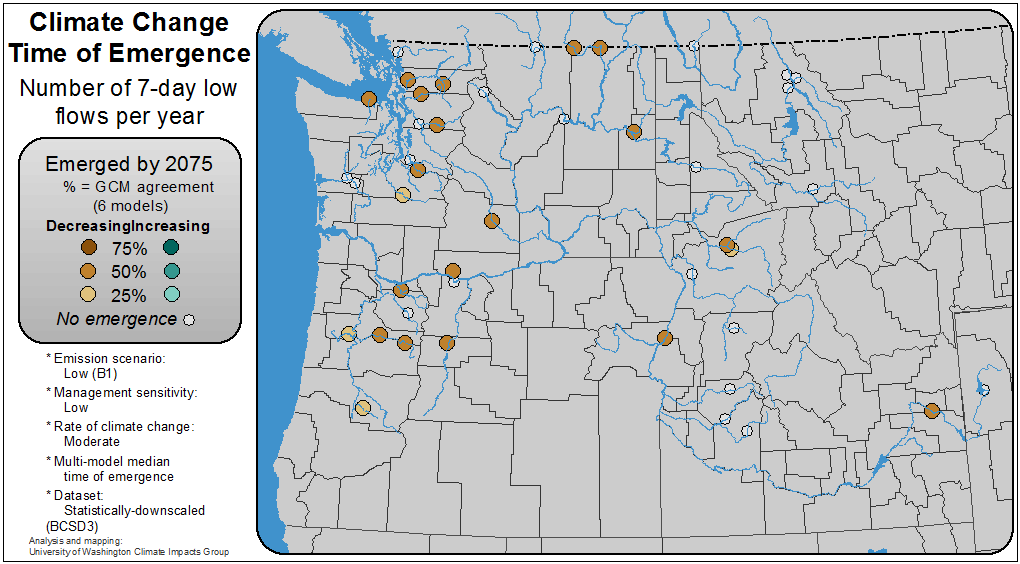 Climate Change
Time of Emergence
Number of 7-day low
flows per year
Emerged by 2075
% = GCM agreement
(6 models)
DecreasingIncreasing
75%
50%
25%
No emergence
* Emission scenario:
Low (B1)
* Management sensitivity:
Low
* Rate of climate change:
Moderate
* Multi-model median
time of emergence
* Dataset:
Statistically-downscaled
(BCSD3)
Analysis and mapping:
University of Washington Climate Impacts Group